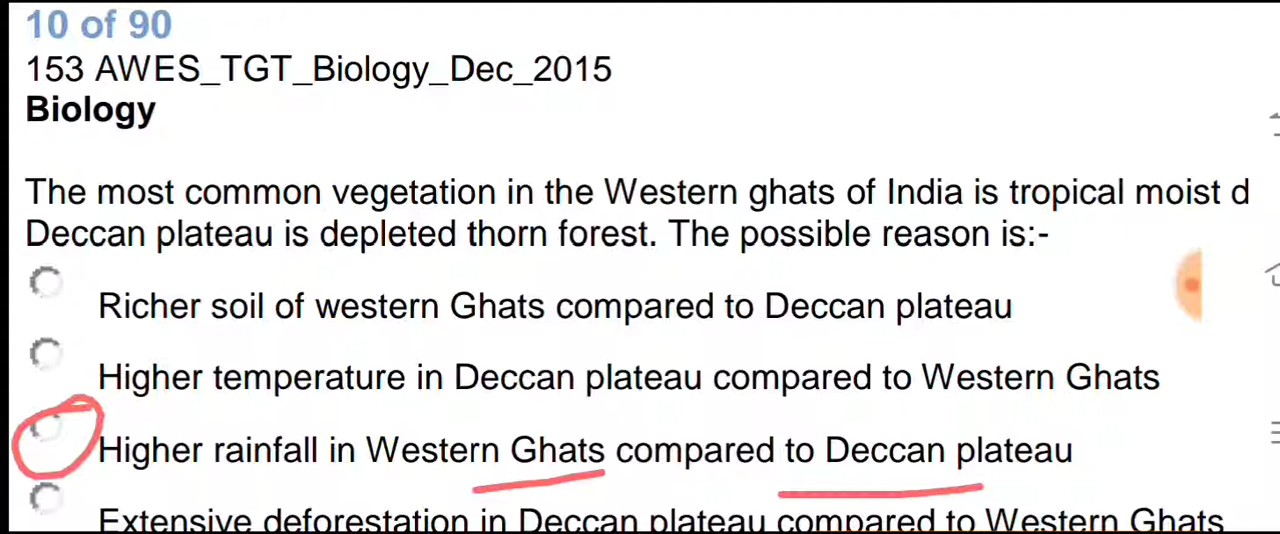 10 of 90
153 AWES_TGT_Biology_Dec_2015
Biology
The most common vegetation in the Western ghats of India is tropical moist d
Deccan plateau is depleted thorn forest. The possible reason is:-
Richer soil of western Ghats compared to Deccan plateau
Higher temperature in Deccan plateau compared to Western Ghats
Higher rainfall in Western Ghats compared to Deccan plateau
Extensive deforestation in Deccan plateau compared to Western Ghats